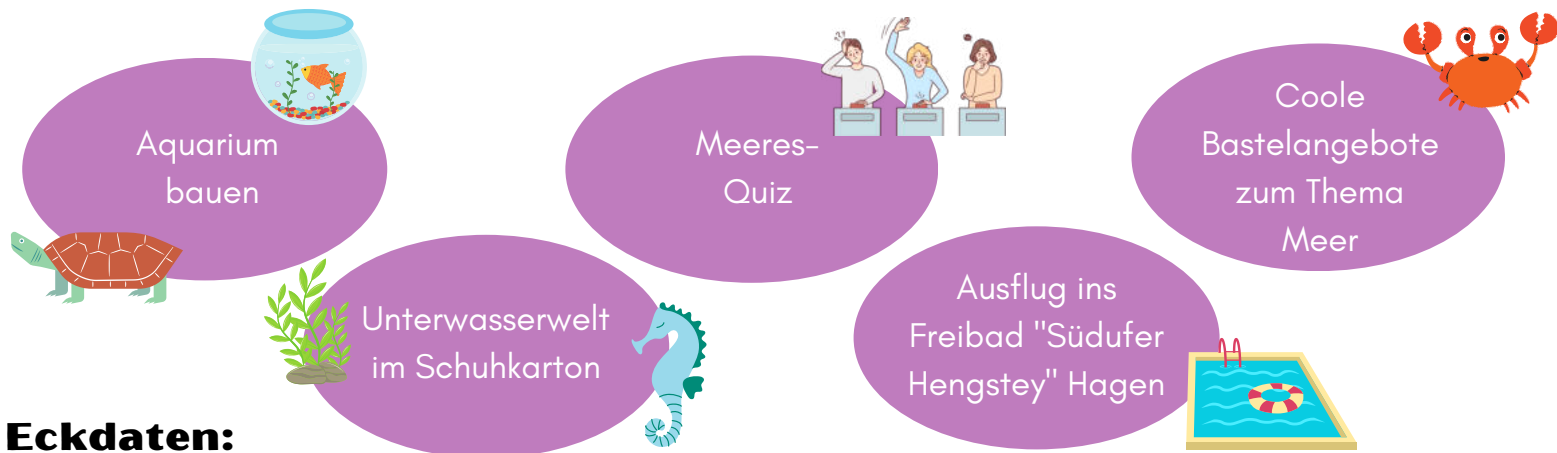 Aquarium
bauen
Unterwasserwelt
im Schuhkarton
Meeres-
Quiz
Ausflug ins
Freibad "Südufer
Hengstey" Hagen
Coole
Bastelangebote
zum Thema
Meer
Eckdaten: